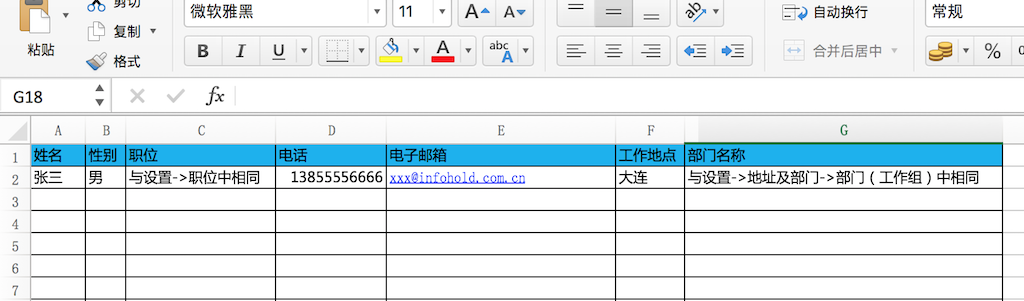 剪切 微软雅黑 11 A A ab 自动换行 常规
复制
粘贴 格式 B I U A abc A 合并后居中 %
G18 fx
A B C D E F G
1 姓名 性别 职位 电话 电子邮箱 工作地点 部门名称
2 张三 男 与设置->职位中相同 13855556666 xxx@infohold.com.cn 大连 与设置->地址及部门->部门（工作组）中相同
3
4
5
6
7